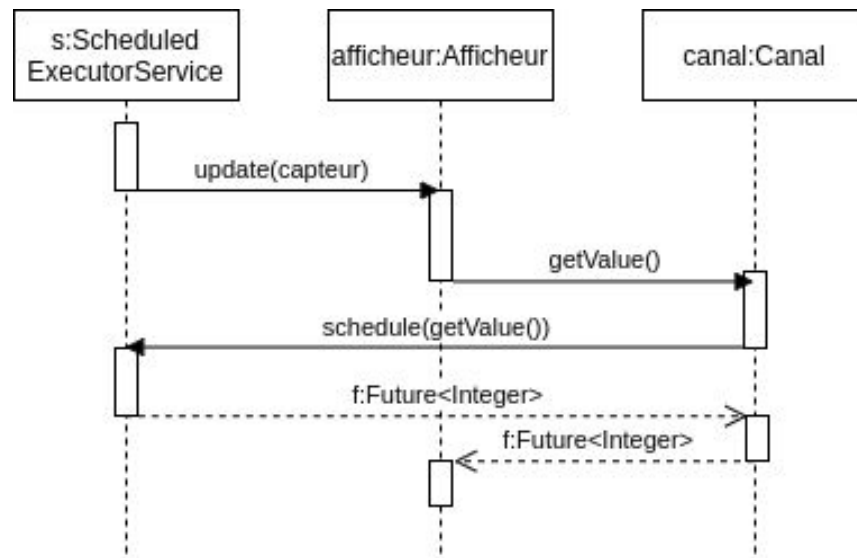 s:Scheduled
ExecutorService
afficheur:Afficheur
canal:Canal
update(capteur)
getValue()
schedule(getValue())
f:Future<Integer>
f:Future<Integer>